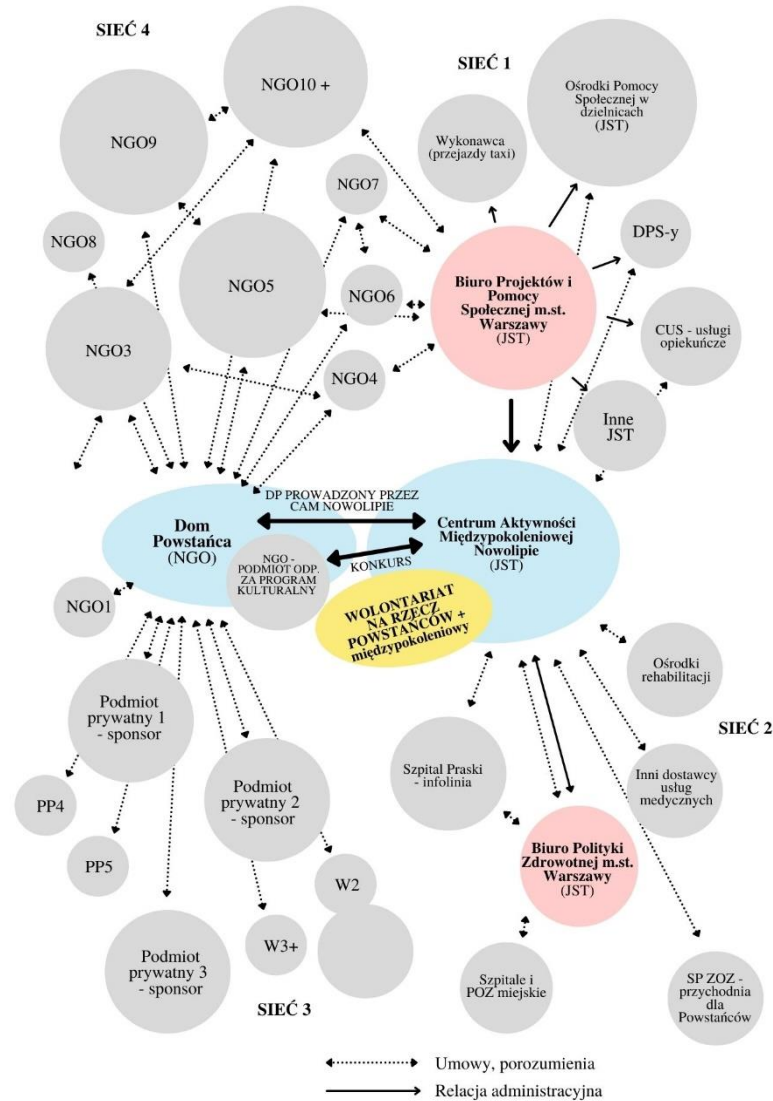 SIEĆ 4
NGO10 +
NGO9
NGO7
NGO8
NGO5
NGO6
NGO3
NGO4
SIEĆ 1
Ośrodki Pomocy
Społecznej w
dzielnicach
(JST)
Wykonawca
(przejazdy taxi)
DPS-y
Biuro Projektów i
Pomocy
Społecznej m.st.
Warszawy
(JST)
CUS - usługi
opiekuńcze
Inne
JST
DP PROWADZONY PRZEZ
CAM NOWOLIPIE
Dom
Powstańca
(NGO)
Centrum Aktywności
Międzypokoleniowej
Nowolipie
(JST)
NGO -
PODMIOT ODP.
ZA PROGRAM
KULTURALNY
KONKURS
WOLONTARIAT
NA RZECZ
POWSTAŃCÓW +
międzypokoleniowy
NGO1
Podmiot
prywatny 1
- sponsor
PP4
PP5
Podmiot
prywatny 2
- sponsor
W2
W3+
Podmiot
prywatny 3
- sponsor
SIEĆ 3
Ośrodki
rehabilitacji
SIEĆ 2
Szpital Praski
- infolinia
Inni dostawcy
usług
medycznych
Biuro Polityki
Zdrowotnej m.st.
Warszawy
(JST)
Szpitale i
POZ miejskie
SP ZOZ -
przychodnia
dla
Powstańców
Umowy, porozumienia
Relacja administracyjna